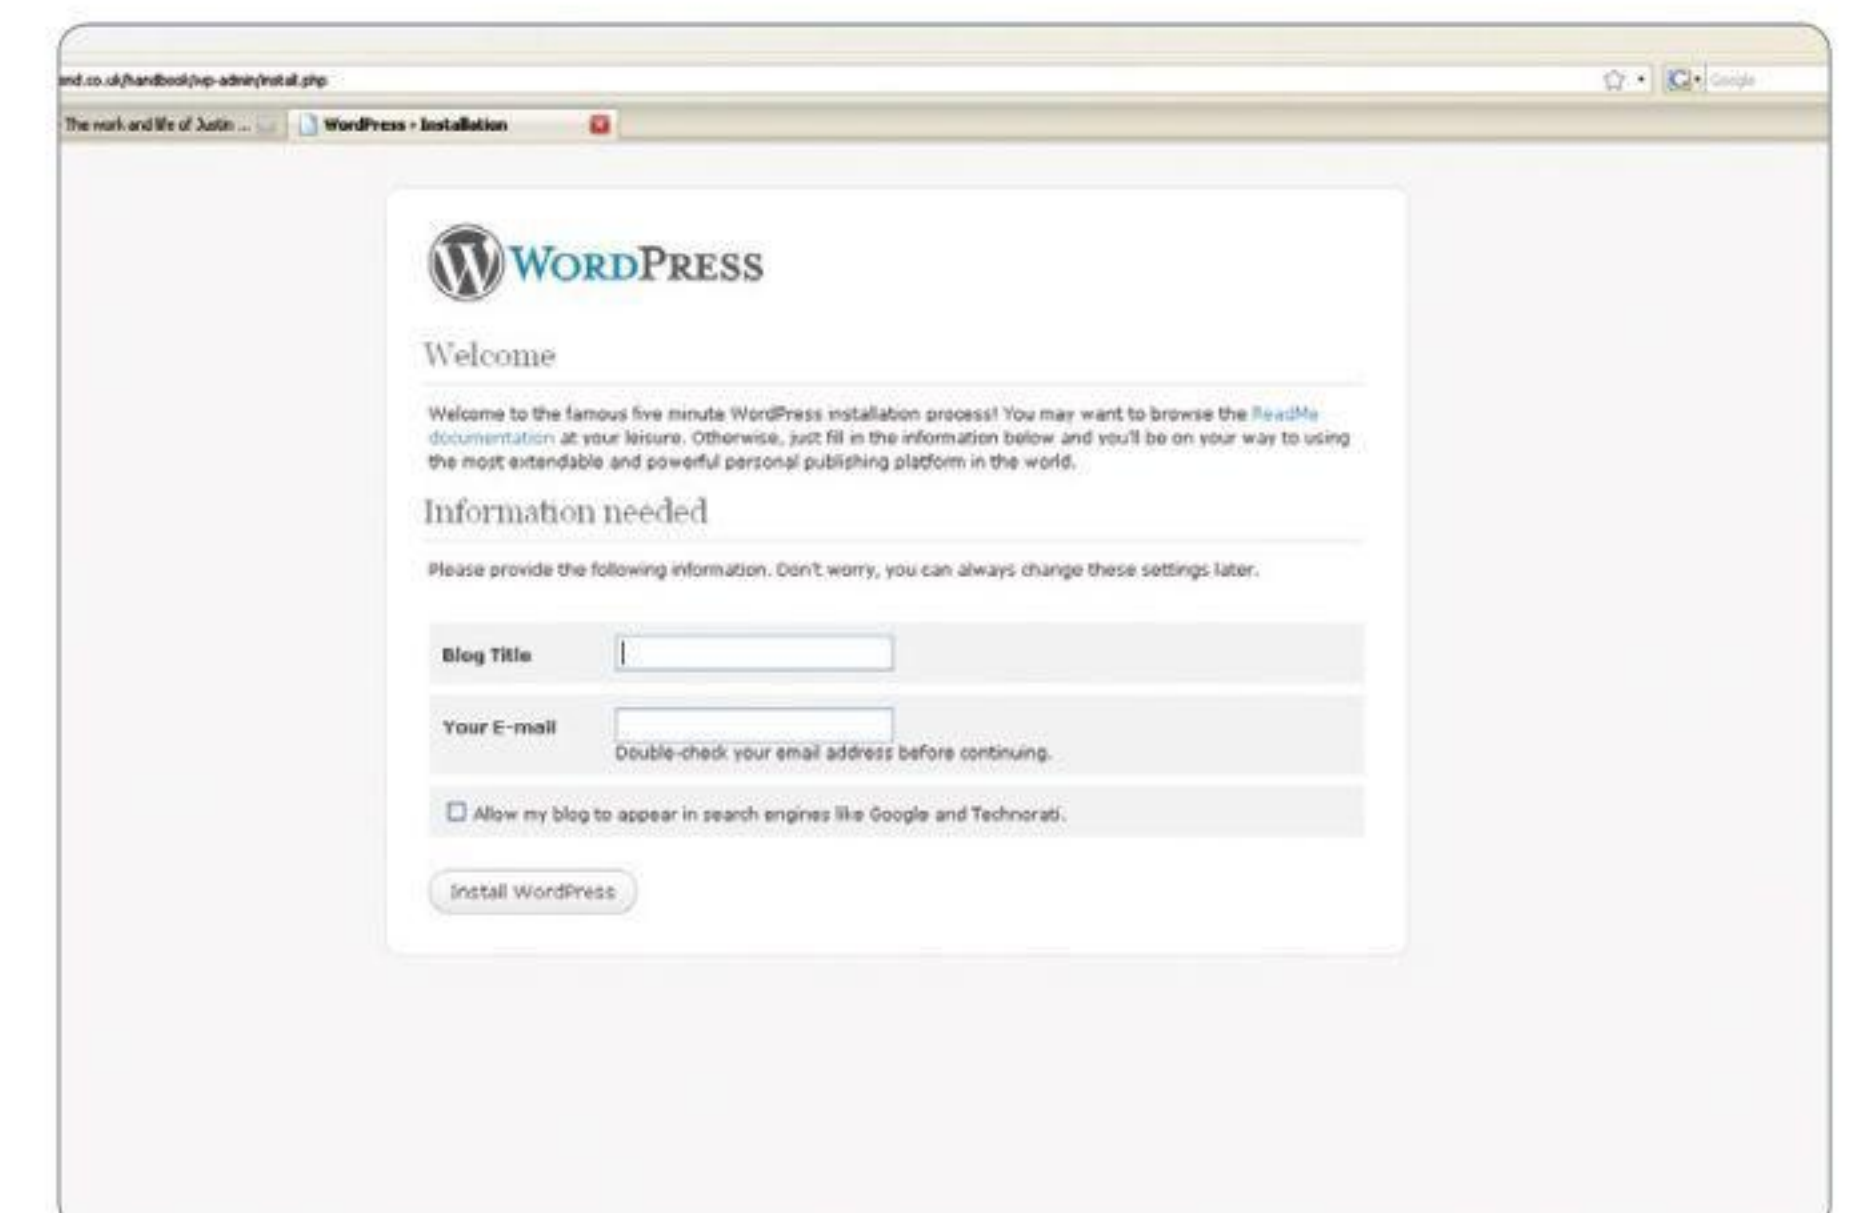 and.co.uk/handbook/wp-admin/install.php
Google
The work and life of Justin ...
WordPress › Installation
WORDPRESS
Welcome
Welcome to the famous five minute WordPress installation process! You may want to browse the ReadMe
documentation at your leisure. Otherwise, just fill in the information below and you'll be on your way to using
the most extendable and powerful personal publishing platform in the world.
Information needed
Please provide the following information. Don't worry, you can always change these settings later.
Blog Title
Your E-mail
Double-check your email address before continuing.
Allow my blog to appear in search engines like Google and Technorati.
Install WordPress